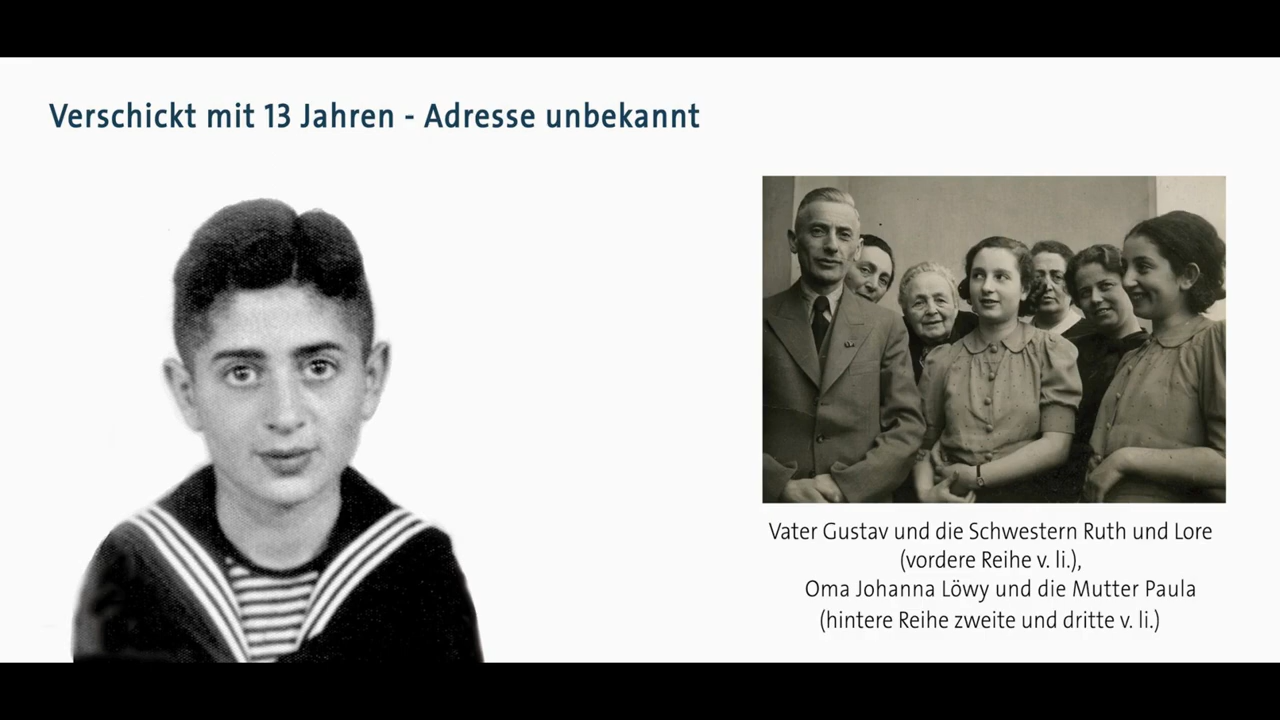 Verschickt mit 13 Jahren - Adresse unbekannt
Vater Gustav und die Schwestern Ruth und Lore
(vordere Reihe v. li.),
Oma Johanna Löwy und die Mutter Paula
(hintere Reihe zweite und dritte v. li.)